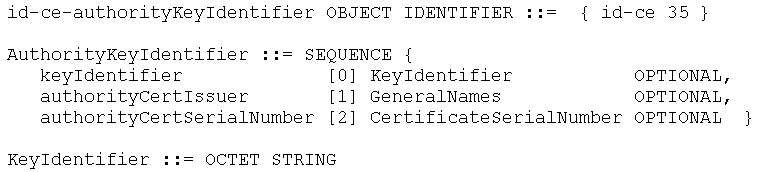 id-ce-authorityKeyIdentifier OBJECT IDENTIFIER ::=  { id-ce 35 }
AuthorityKeyIdentifier ::= SEQUENCE {
   keyIdentifier             [0] KeyIdentifier            OPTIONAL,
   authorityCertIssuer       [1] GeneralNames             OPTIONAL,
   authorityCertSerialNumber [2] CertificateSerialNumber OPTIONAL  }
KeyIdentifier ::= OCTET STRING